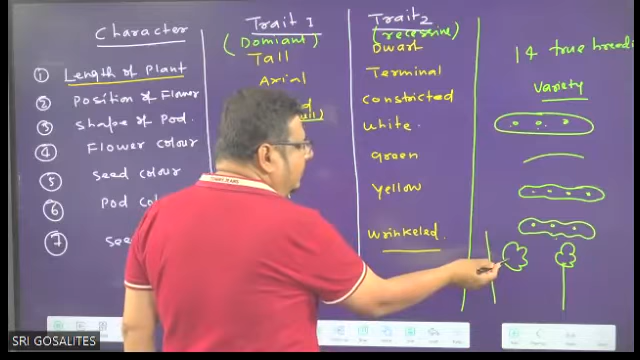 Character
Trait 1
(Domiant)
Trait 2
(recessive)
① Length of Plant
Tall
Dwarf
② Position of Flower
Axial
Terminal
③ Shape of Pod.
constricted
④ Flower colour
white.
⑤ Seed colour
green
⑥ Pod
yellow
⑦
wrinkeled.
14 true
variety
SRI GOSALITES